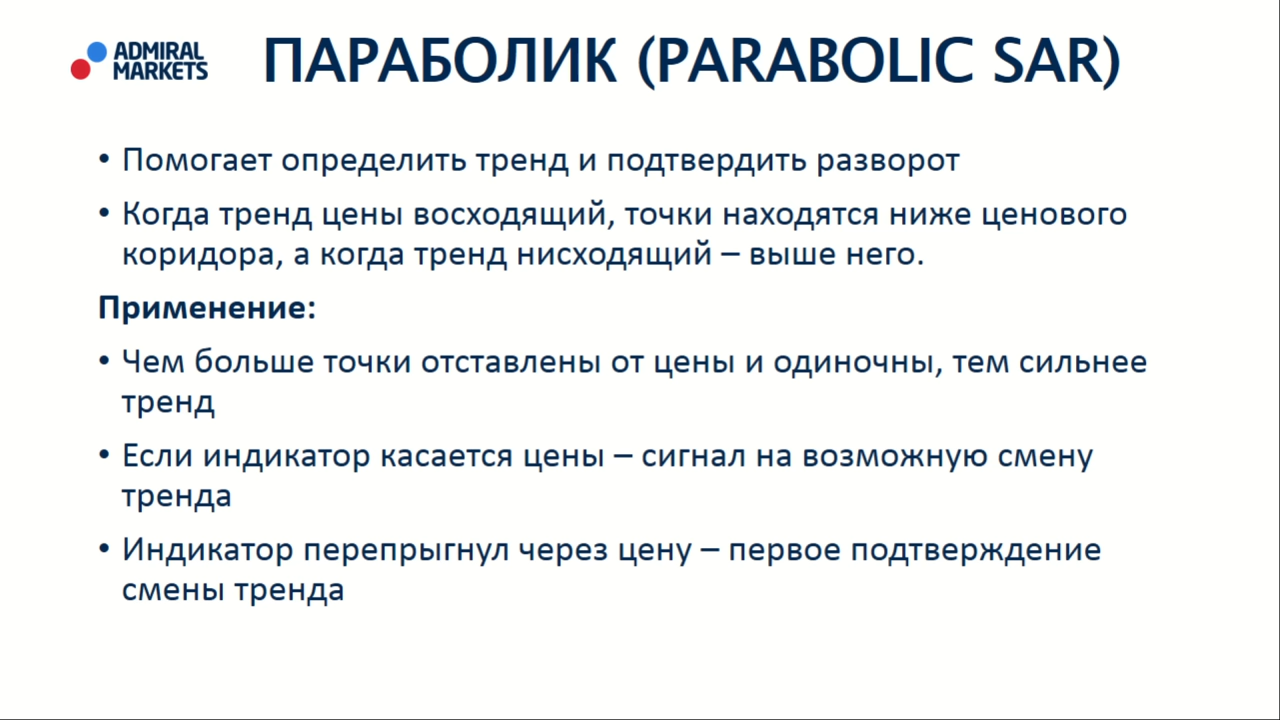 ADMIRAL
MARKETS
ПАРАБОЛИК (PARABOLIC SAR)
• Помогает определить тренд и подтвердить разворот
• Когда тренд цены восходящий, точки находятся ниже ценового
коридора, а когда тренд нисходящий – выше него.
Применение:
• Чем больше точки отставлены от цены и одиночны, тем сильнее
тренд
• Если индикатор касается цены – сигнал на возможную смену
тренда
• Индикатор перепрыгнул через цену – первое подтверждение
смены тренда